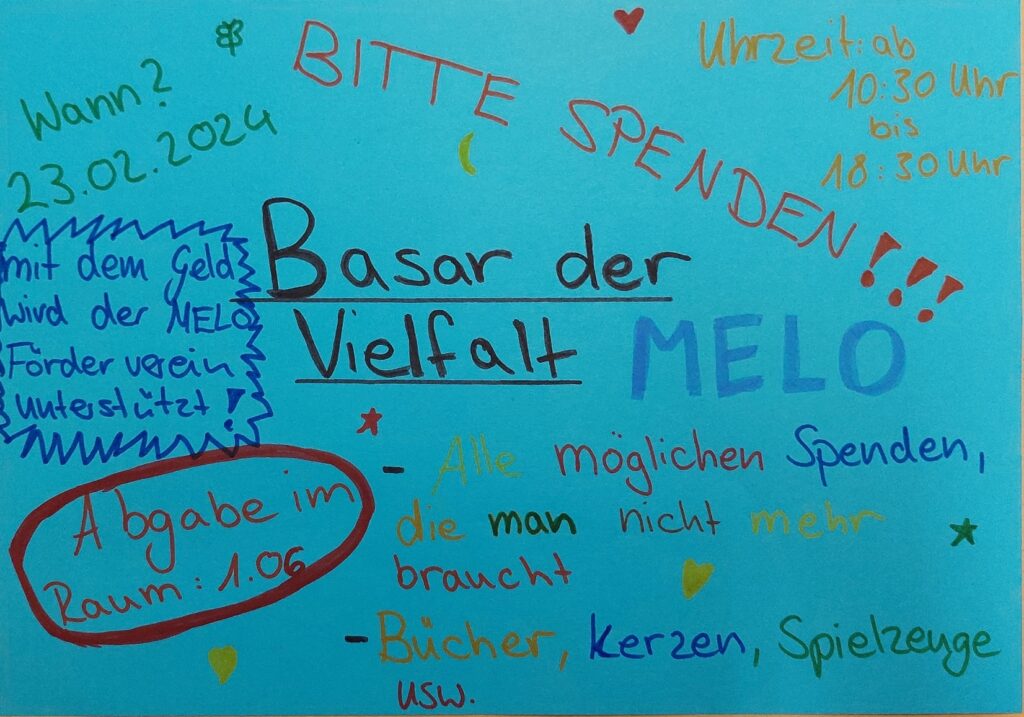 BITTE SPENDEN!!!
Wann?
23.02.2024
Uhrzeit: ab
10:30 Uhr
bis
18:30 Uhr
mit dem Geld
wird der MELO
Förderverein
unterstützt!
Basar der
Vielfalt
MELO
Abgabe im
Raum: 1.06
- Alle möglichen Spenden,
die man nicht mehr
braucht
- Bücher, kerzen, Spielzeuge
usw.